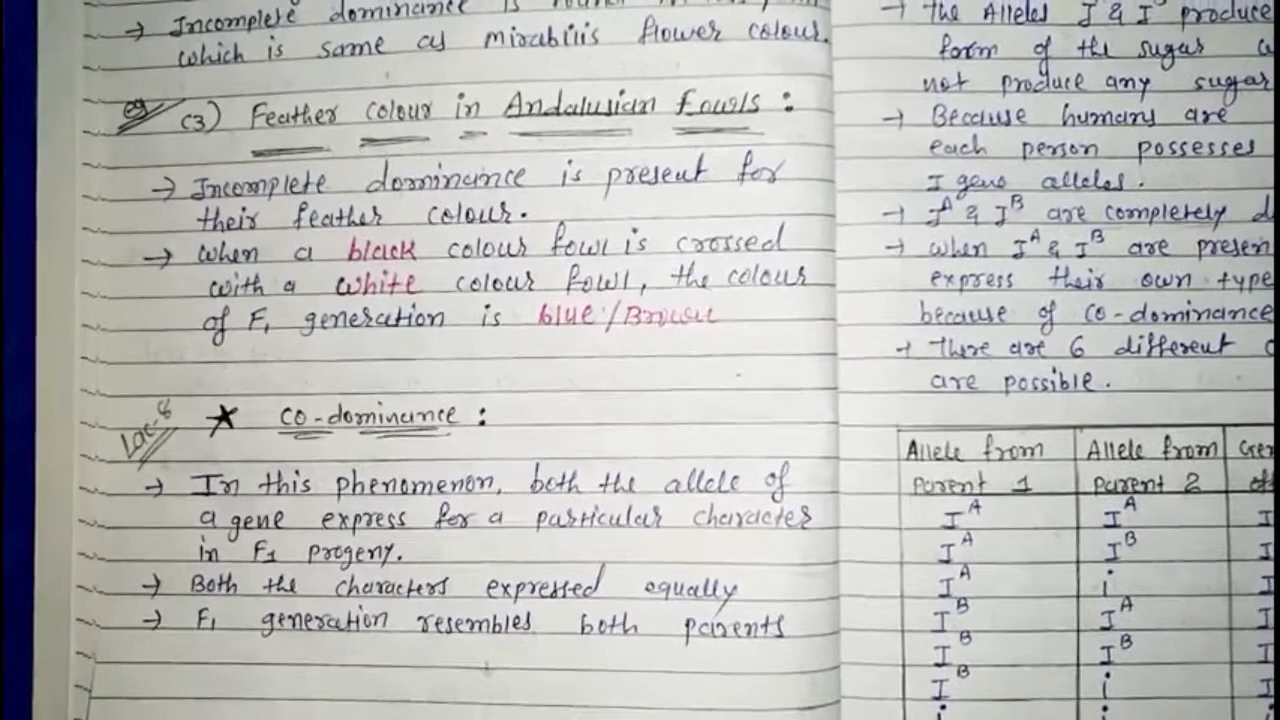 → Incomplete dominance is
which is same as mirabilis flower colour.
eg (3) Feather colour in Andalusian Fowls :
→ Incomplete dominance is present for
their feather colour.
→ When a black colour fowl is crossed
with a white colour fowl, the colour
of F1 generation is blue/Brown
Lac-8 ★ Co-dominance :
→ In this phenomenon, both the allele of
a gene express for a particular character
in F1 progeny.
→ Both the characters expressed equally
→ F1 generation resembles both parents
→ the Alleles I & I produce
form of the sugar
not produce any sugar
→ Because humans are
each person possesses
I gene alleles.
→ I^A & I^B are completely d
→ when I^A & I^B are presen
express their own type
because of co-dominance
→ There are 6 different
are possible.
Allele from Parent 1 | Allele from Parent 2 | Gen
I^A | I^A | I
I^A | I^B | I
I^A | i | I
I^B | I^A | I
I^B | I^B | I
I^B | i | I
i | i